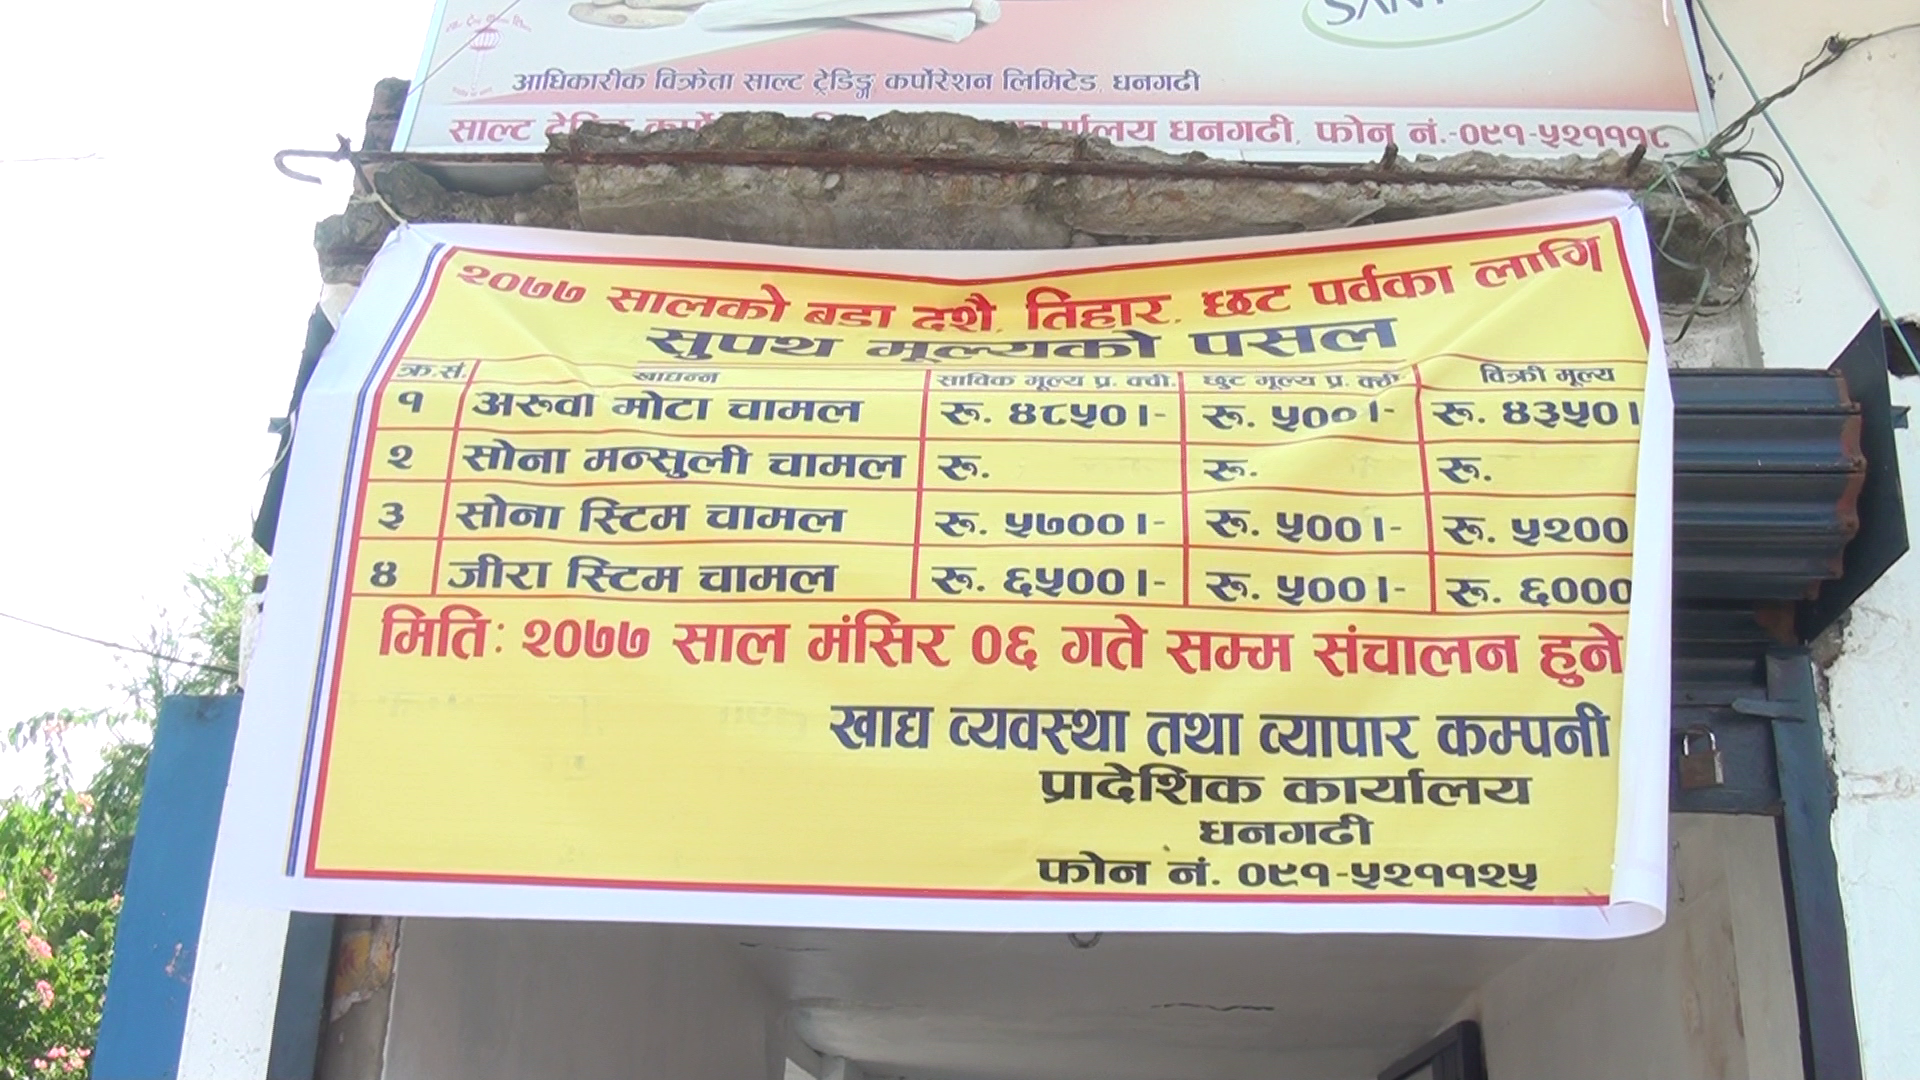 आधिकारीक विक्रेता साल्ट ट्रेडिङ्ग कर्पोरेशन लिमिटेड, धनगढी
साल्ट कार्यालय धनगढी, फोन नं.-०९१-५२१११८
२०७७ सालको बडा दशै, तिहार, छट पर्वका लागि
सुपथ मूल्यको पसल
क्र.सं. खाद्यन्न साविक मूल्य प्र. क्वी. छुट मूल्य प्र. क्वी. विक्री मूल्य
१ अरुवा मोटा चामल रू. ४८५०।- रू. ५००।- रू. ४३५०।
२ सोना मन्सुली चामल रू. रू. रू.
३ सोना स्टिम चामल रू. ५७००।- रू. ५००।- रू. ५२००
४ जीरा स्टिम चामल रू. ६५००।- रू. ५००।- रू. ६०००
मिति: २०७७ साल मंसिर ०६ गते सम्म संचालन हुने
खाद्य व्यवस्था तथा व्यापार कम्पनी
प्रादेशिक कार्यालय
धनगढी
फोन नं. ०९१-५२११२५